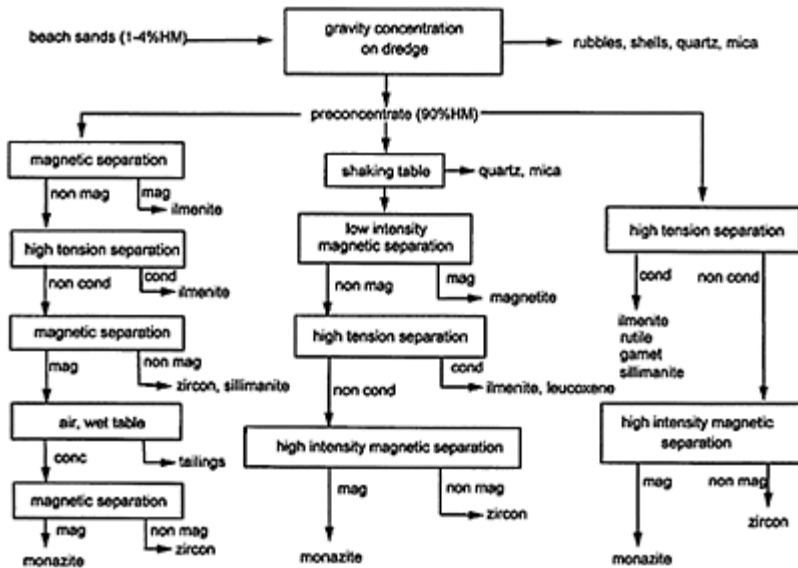 beach sands (1-4%HM)
gravity concentration
on dredge
rubbles, shells, quartz, mica
preconcentrate (90%HM)
magnetic separation
non mag
mag
ilmenite
high tension separation
non cond
cond
ilmenite
magnetic separation
mag
non mag
zircon, sillimanite
air, wet table
conc
tailings
magnetic separation
mag
non mag
monazite
zircon
shaking table
quartz, mica
low intensity
magnetic separation
non mag
mag
magnetite
high tension separation
non cond
cond
ilmenite, leucoxene
high intensity magnetic separation
mag
non mag
zircon
monazite
high tension separation
cond
non cond
ilmenite
rutile
garnet
sillimanite
high intensity magnetic
separation
mag
non mag
zircon
monazite